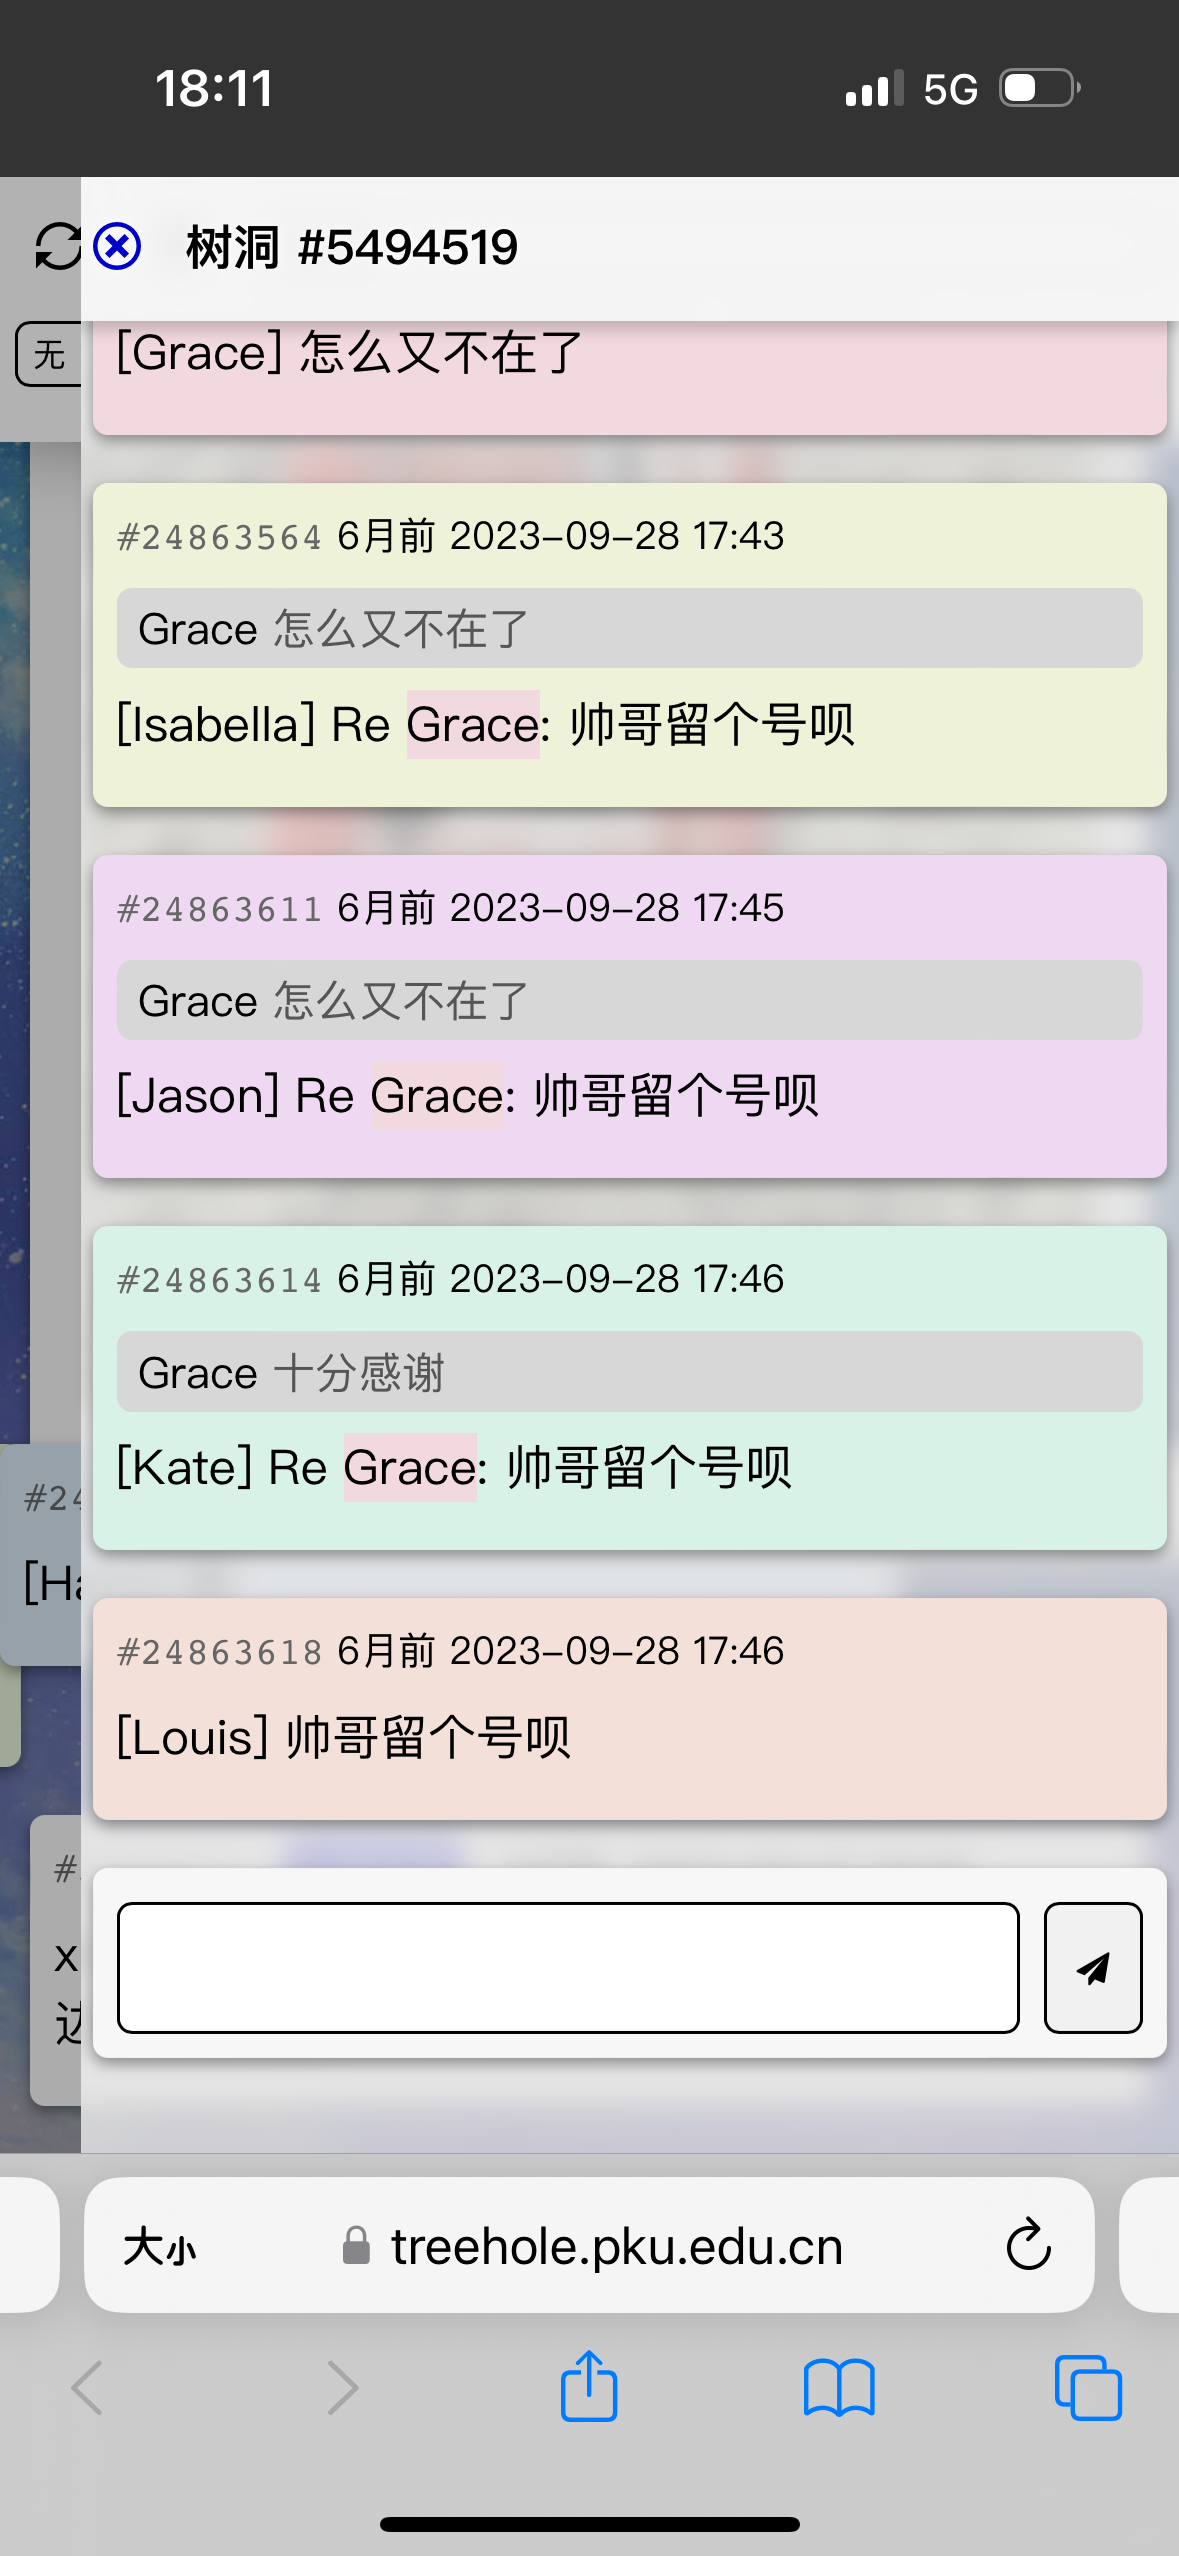 18:11 5G
树洞 #5494519
无
[Grace] 怎么又不在了
#24863564 6月前 2023-09-28 17:43
Grace 怎么又不在了
[Isabella] Re Grace: 帅哥留个号呗
#24863611 6月前 2023-09-28 17:45
Grace 怎么又不在了
[Jason] Re Grace: 帅哥留个号呗
#24863614 6月前 2023-09-28 17:46
Grace 十分感谢
[Kate] Re Grace: 帅哥留个号呗
#24
[Ha
#24863618 6月前 2023-09-28 17:46
[Louis] 帅哥留个号呗
#
x
边
大小 treehole.pku.edu.cn